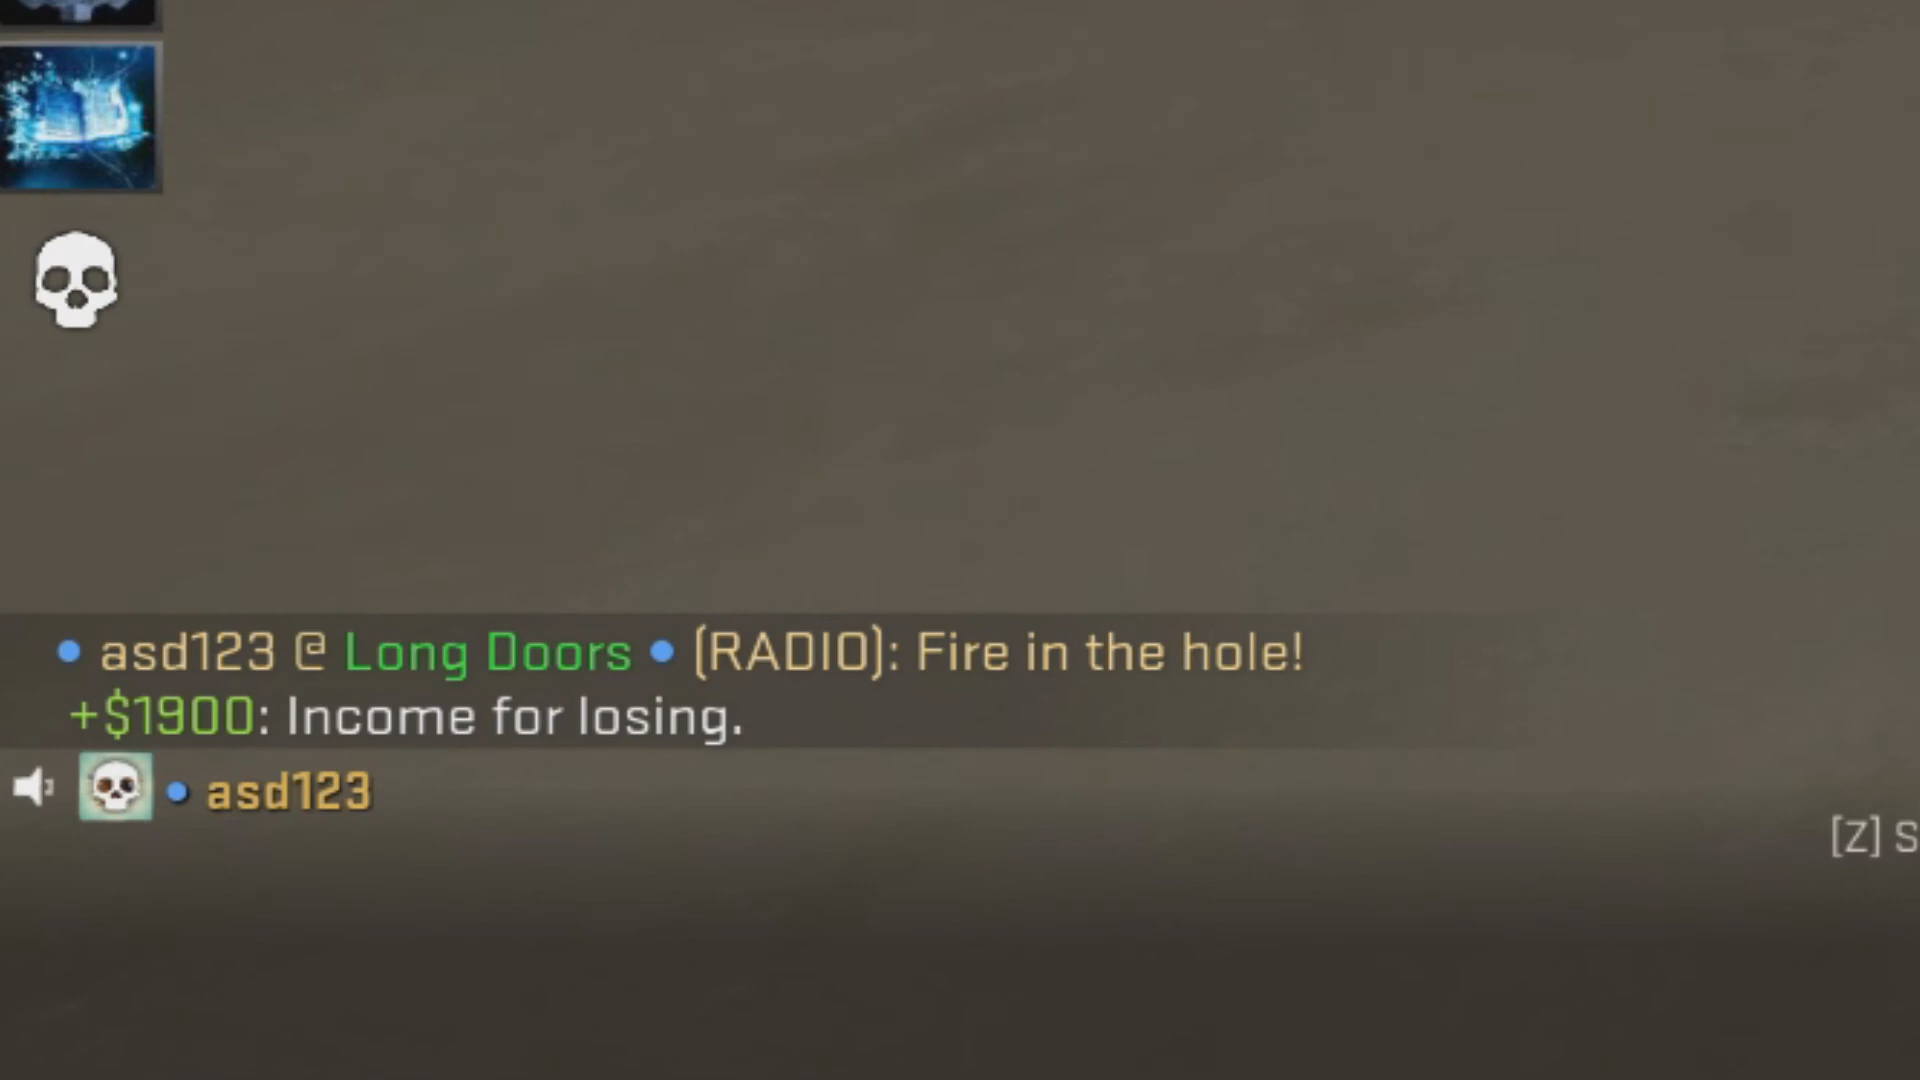 asd123 @ Long Doors • (RADIO): Fire in the hole!
+$1900: Income for losing.
• asd123
[Z] S